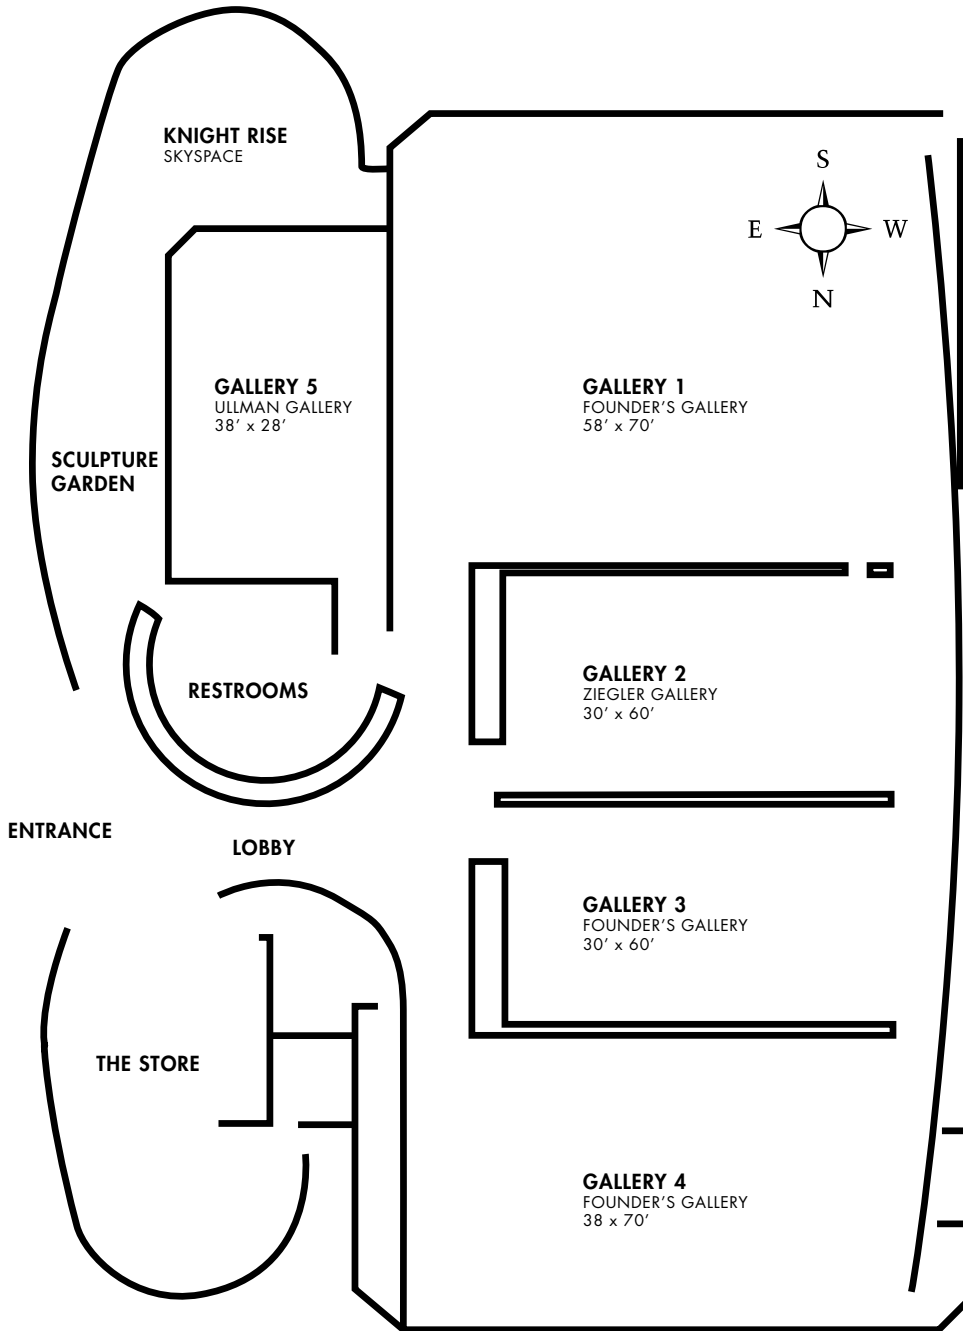 KNIGHT RISE
SKYSPACE
S
E
W
N
GALLERY 5
ULLMAN GALLERY
38’ x 28’
GALLERY 1
FOUNDER’S GALLERY
58’ x 70’
SCULPTURE
GARDEN
RESTROOMS
GALLERY 2
ZIEGLER GALLERY
30’ x 60’
ENTRANCE
LOBBY
GALLERY 3
FOUNDER’S GALLERY
30’ x 60’
THE STORE
GALLERY 4
FOUNDER’S GALLERY
38 x 70’